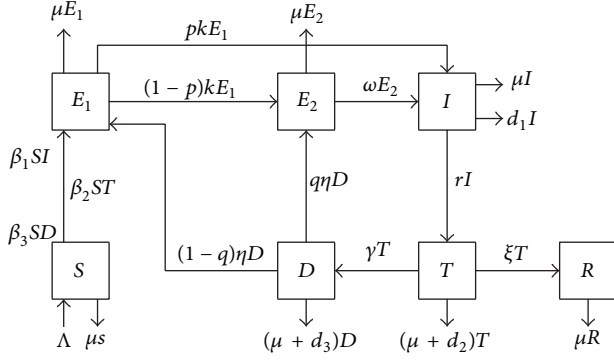 μE₁ pkE₁ μE₂
E₁ (1 − p)kE₁ E₂ ωE₂ I μI
d₁I
β₁SI
β₂ST qηD rI
β₃SD (1 − q)ηD γT ξT
S D T R
Λ μs (μ + d₃)D (μ + d₂)T μR